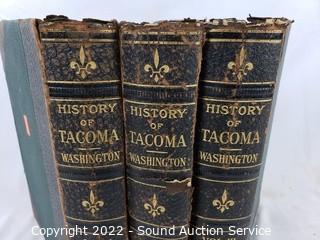 HISTORY
OF
TACOMA
WASHINGTON
HISTORY
OF
TACOMA
WASHINGTON
HISTORY
OF
TACOMA
WASHINGTON
Copyright 2022 - Sound Auction Service